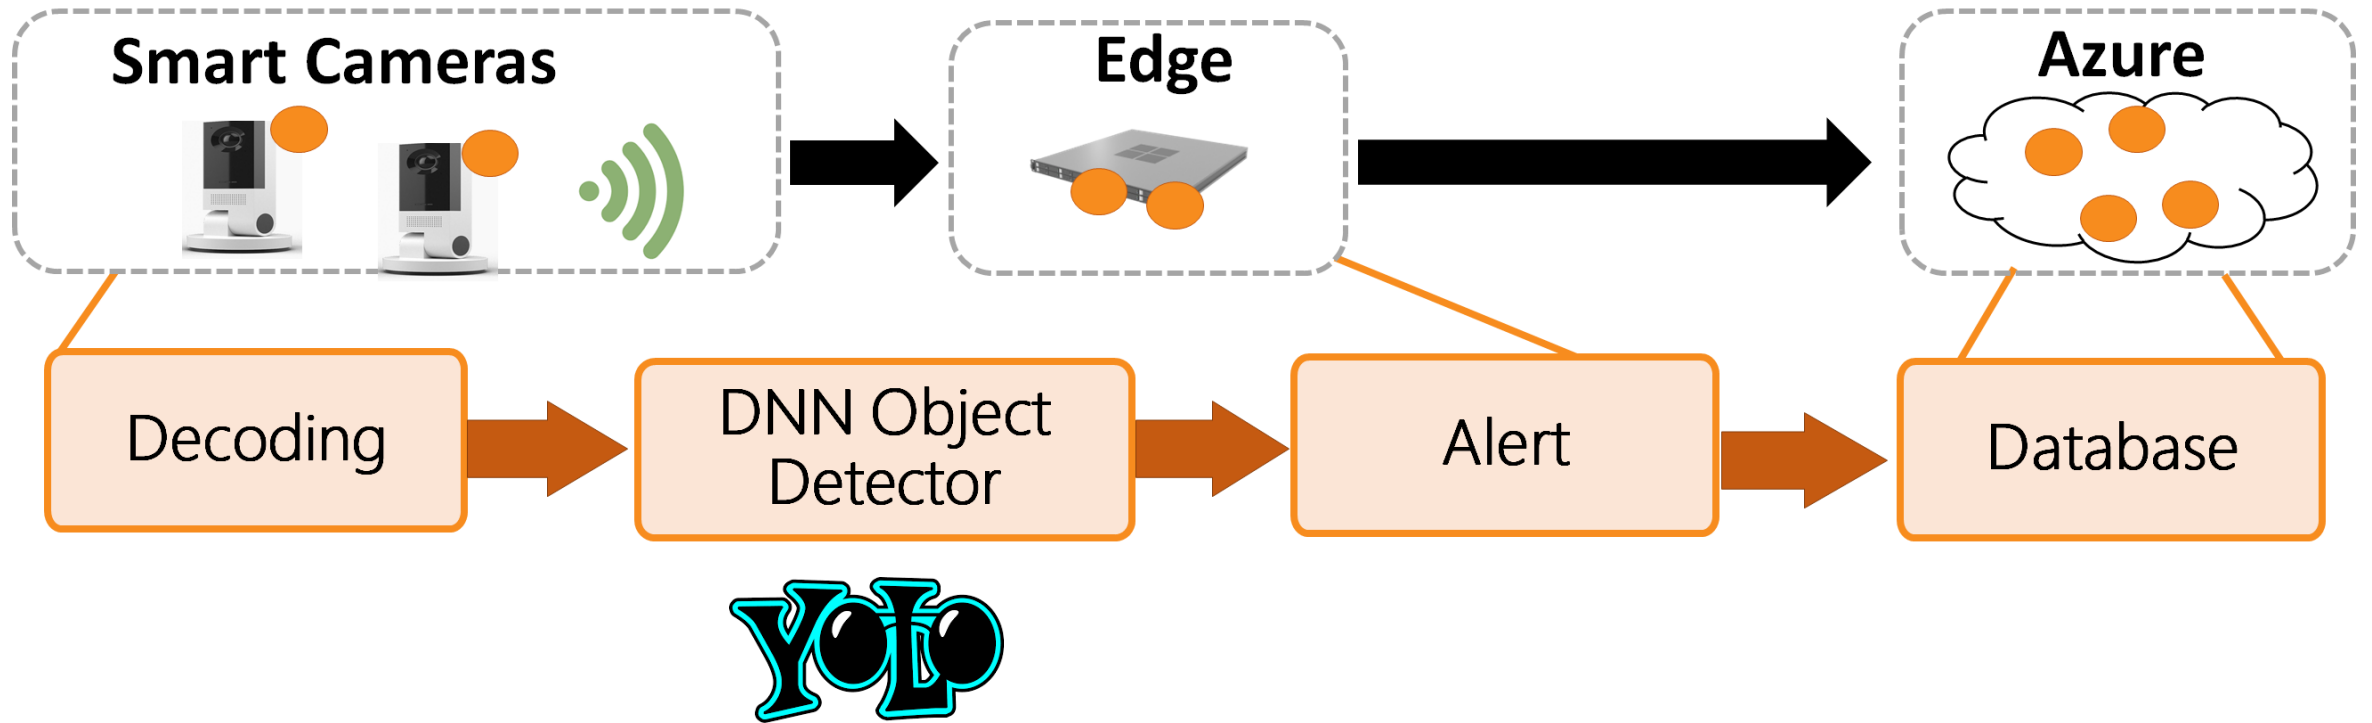 Smart Cameras
Edge
Azure
Decoding
DNN Object
Detector
Alert
Database
YOLO